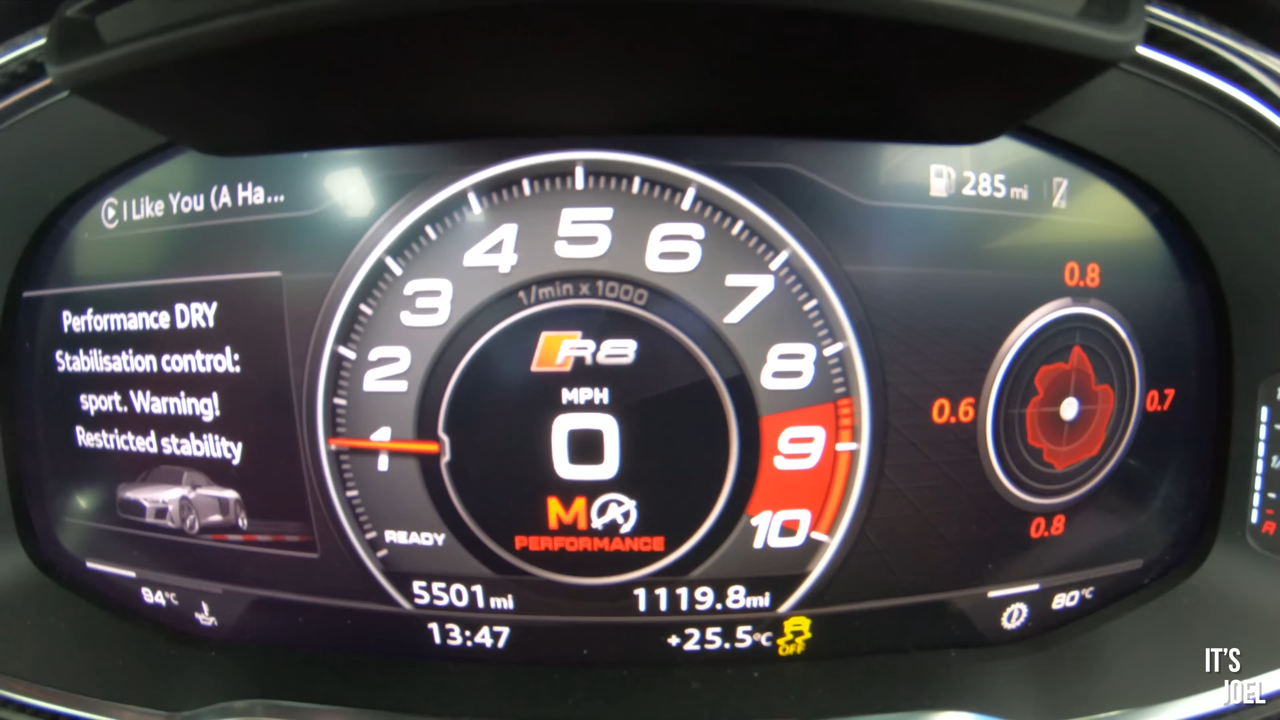 I Like You (A Ha...
285 mi
Performance DRY
Stabilisation control:
sport. Warning!
Restricted stability
1
2
3
4
5
6
7
8
9
10
1/min x 1000
R8
MPH
0
M A
PERFORMANCE
READY
0.8
0.6
0.7
0.8
5501 mi
1119.8 mi
94°C
80°C
13:47
+25.5°C
OFF
R
IT'S
JOEL